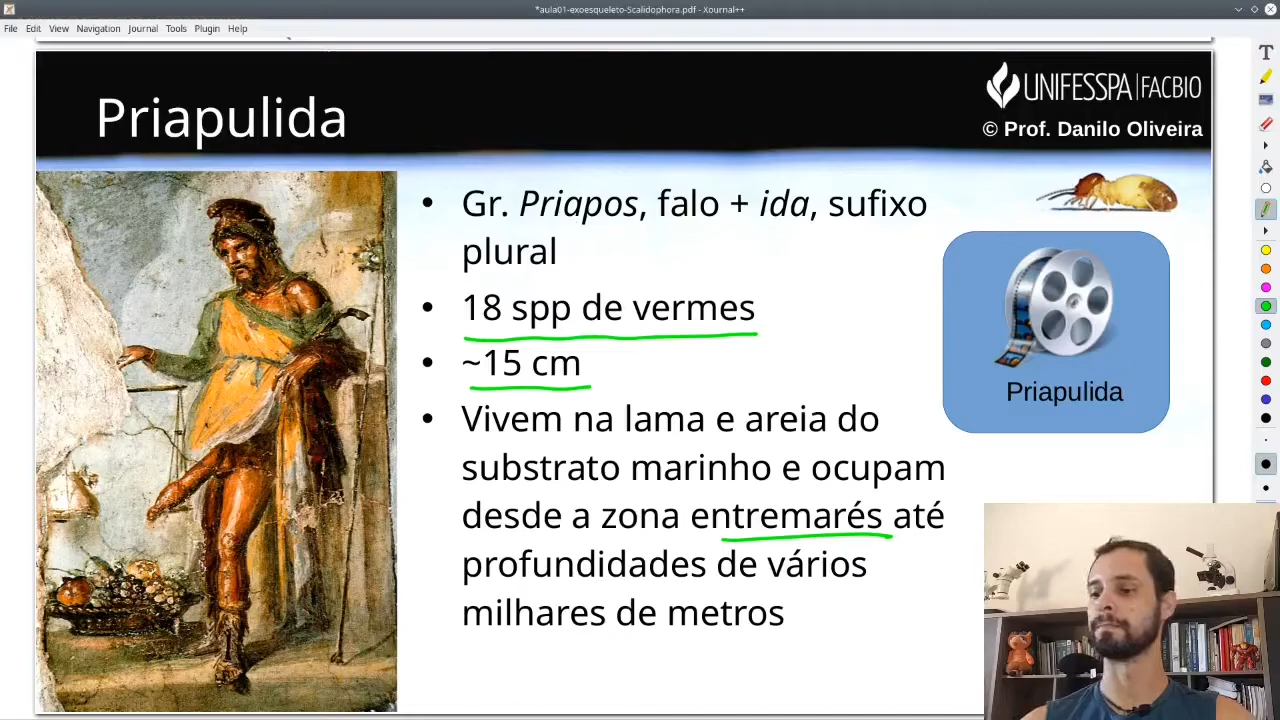 *aula01-exoesqueleto-Scalidophora.pdf - Xournal++
File Edit View Navigation Journal Tools Plugin Help
Priapulida
UNIFESSPA | FACBIO
© Prof. Danilo Oliveira
• Gr. Priapos, falo + ida, sufixo
plural
• 18 spp de vermes
• ~15 cm
• Vivem na lama e areia do
substrato marinho e ocupam
desde a zona entremarés até
profundidades de vários
milhares de metros
Priapulida
T